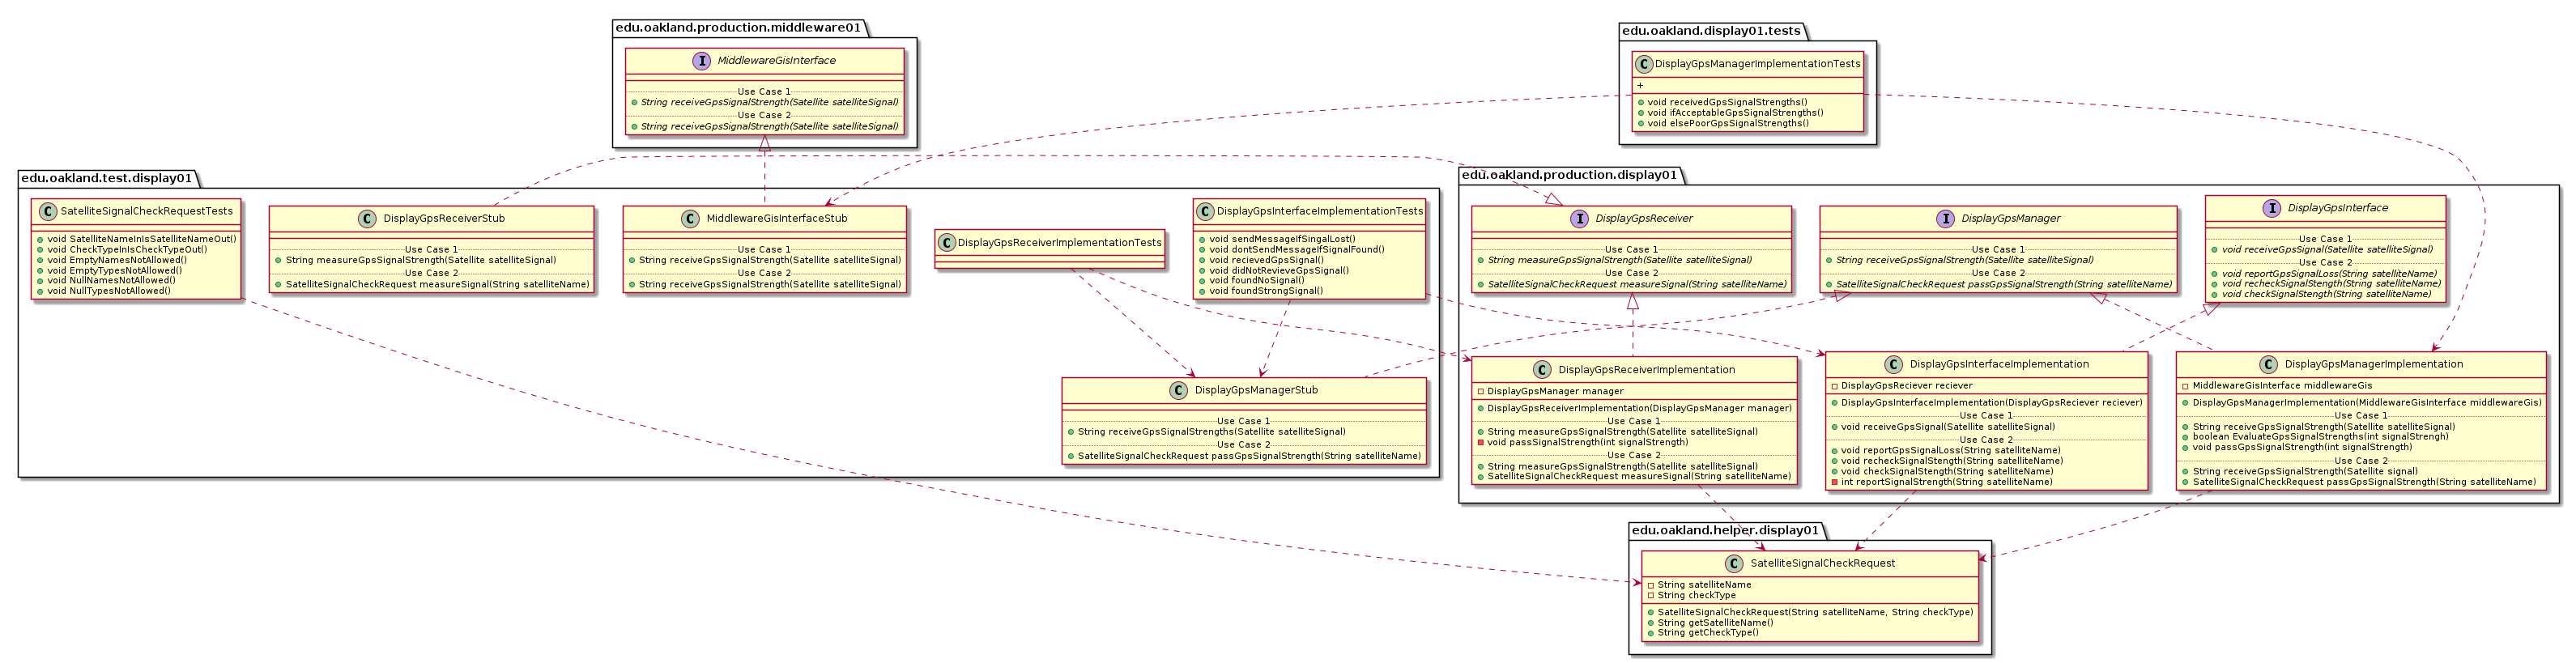 edu.oakland.production.middleware01
I MiddlewareGisInterface
Use Case 1
String receiveGpsSignalStrength(Satellite satelliteSignal)
Use Case 2
String receiveGpsSignalStrength(Satellite satelliteSignal)
edu.oakland.display01.tests
C DisplayGpsManagerImplementationTests
+
void receivedGpsSignalStrengths()
void ifAcceptableGpsSignalStrengths()
void elsePoorGpsSignalStrengths()
edu.oakland.test.display01
C SatelliteSignalCheckRequestTests
void SatelliteNameInIsSatelliteNameOut()
void CheckTypeInIsCheckTypeOut()
void EmptyNamesNotAllowed()
void EmptyTypesNotAllowed()
void NullNamesNotAllowed()
void NullTypesNotAllowed()
C DisplayGpsReceiverStub
Use Case 1
String measureGpsSignalStrength(Satellite satelliteSignal)
Use Case 2
SatelliteSignalCheckRequest measureSignal(String satelliteName)
C MiddlewareGisInterfaceStub
Use Case 1
String receiveGpsSignalStrength(Satellite satelliteSignal)
Use Case 2
String receiveGpsSignalStrength(Satellite satelliteSignal)
C DisplayGpsReceiverImplementationTests
C DisplayGpsInterfaceImplementationTests
void sendMessageIfSingalLost()
void dontSendMessageIfSignalFound()
void recievedGpsSignal()
void didNotRevieveGpsSignal()
void foundNoSignal()
void foundStrongSignal()
C DisplayGpsManagerStub
Use Case 1
String receiveGpsSignalStrengths(Satellite satelliteSignal)
Use Case 2
SatelliteSignalCheckRequest passGpsSignalStrength(String satelliteName)
edu.oakland.production.display01
I DisplayGpsReceiver
Use Case 1
String measureGpsSignalStrength(Satellite satelliteSignal)
Use Case 2
SatelliteSignalCheckRequest measureSignal(String satelliteName)
I DisplayGpsManager
Use Case 1
String receiveGpsSignalStrength(Satellite satelliteSignal)
Use Case 2
SatelliteSignalCheckRequest passGpsSignalStrength(String satelliteName)
I DisplayGpsInterface
Use Case 1
void receiveGpsSignal(Satellite satelliteSignal)
Use Case 2
void reportGpsSignalLoss(String satelliteName)
void recheckSignalStength(String satelliteName)
void checkSignalStength(String satelliteName)
C DisplayGpsReceiverImplementation
DisplayGpsManager manager
DisplayGpsReceiverImplementation(DisplayGpsManager manager)
Use Case 1
String measureGpsSignalStrength(Satellite satelliteSignal)
void passSignalStrength(int signalStrength)
Use Case 2
String measureGpsSignalStrength(Satellite satelliteSignal)
SatelliteSignalCheckRequest measureSignal(String satelliteName)
C DisplayGpsInterfaceImplementation
DisplayGpsReciever reciever
DisplayGpsInterfaceImplementation(DisplayGpsReciever reciever)
Use Case 1
void receiveGpsSignal(Satellite satelliteSignal)
Use Case 2
void reportGpsSignalLoss(String satelliteName)
void recheckSignalStength(String satelliteName)
void checkSignalStength(String satelliteName)
int reportSignalStrength(String satelliteName)
C DisplayGpsManagerImplementation
MiddlewareGisInterface middlewareGis
DisplayGpsManagerImplementation(MiddlewareGisInterface middlewareGis)
Use Case 1
String receiveGpsSignalStrength(Satellite satelliteSignal)
boolean EvaluateGpsSignalStrengths(int signalStrengh)
void passGpsSignalStrength(int signalStrength)
Use Case 2
String receiveGpsSignalStrength(Satellite signal)
SatelliteSignalCheckRequest passGpsSignalStrength(String satelliteName)
edu.oakland.helper.display01
C SatelliteSignalCheckRequest
String satelliteName
String checkType
SatelliteSignalCheckRequest(String satelliteName, String checkType)
String getSatelliteName()
String getCheckType()